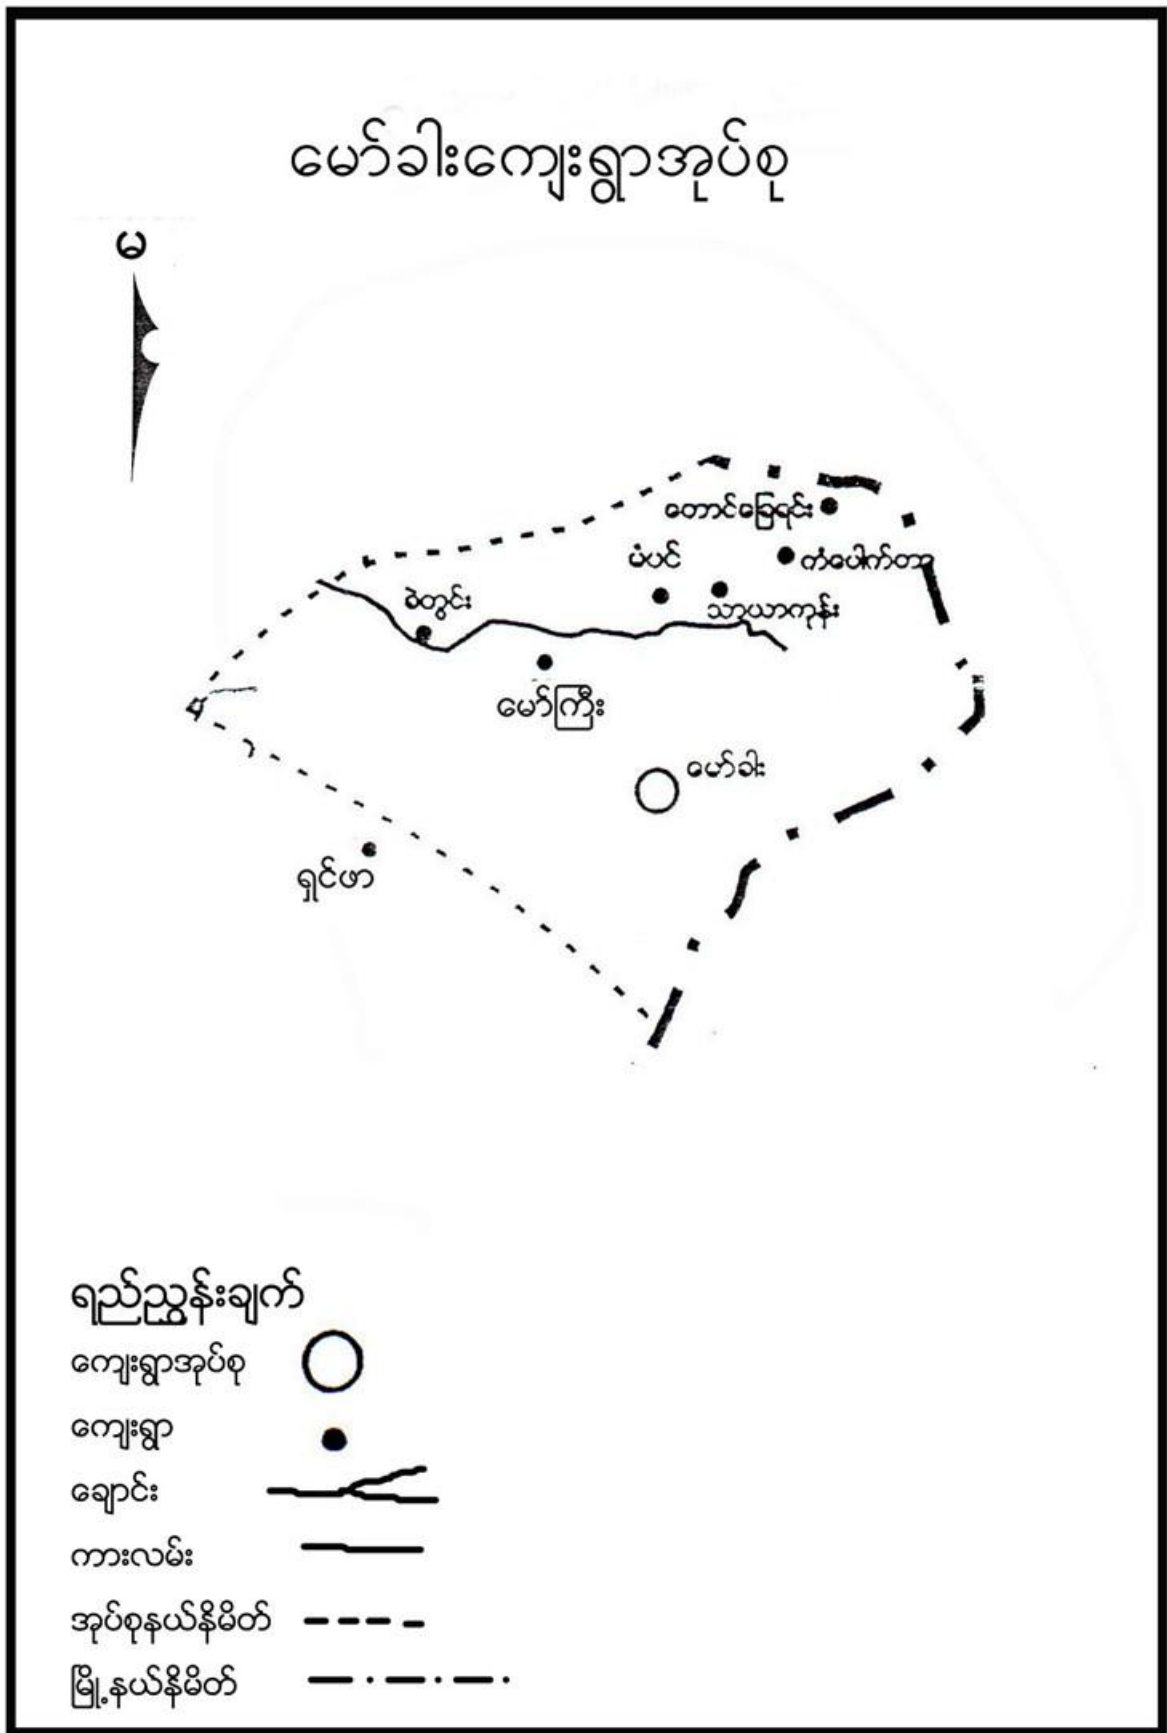 မော်ခါးကျေးရွာအုပ်စု
မ
တောင်ခြေရင်း
မံပင်
ကံပေါက်တာ
ခဲတွင်း
သာယာကုန်း
မော်ကြီး
မော်ခါး
ရှင်ဖာ
ရည်ညွှန်းချက်
ကျေးရွာအုပ်စု
ကျေးရွာ
ချောင်း
ကားလမ်း
အုပ်စုနယ်နိမိတ်
မြို့နယ်နိမိတ်